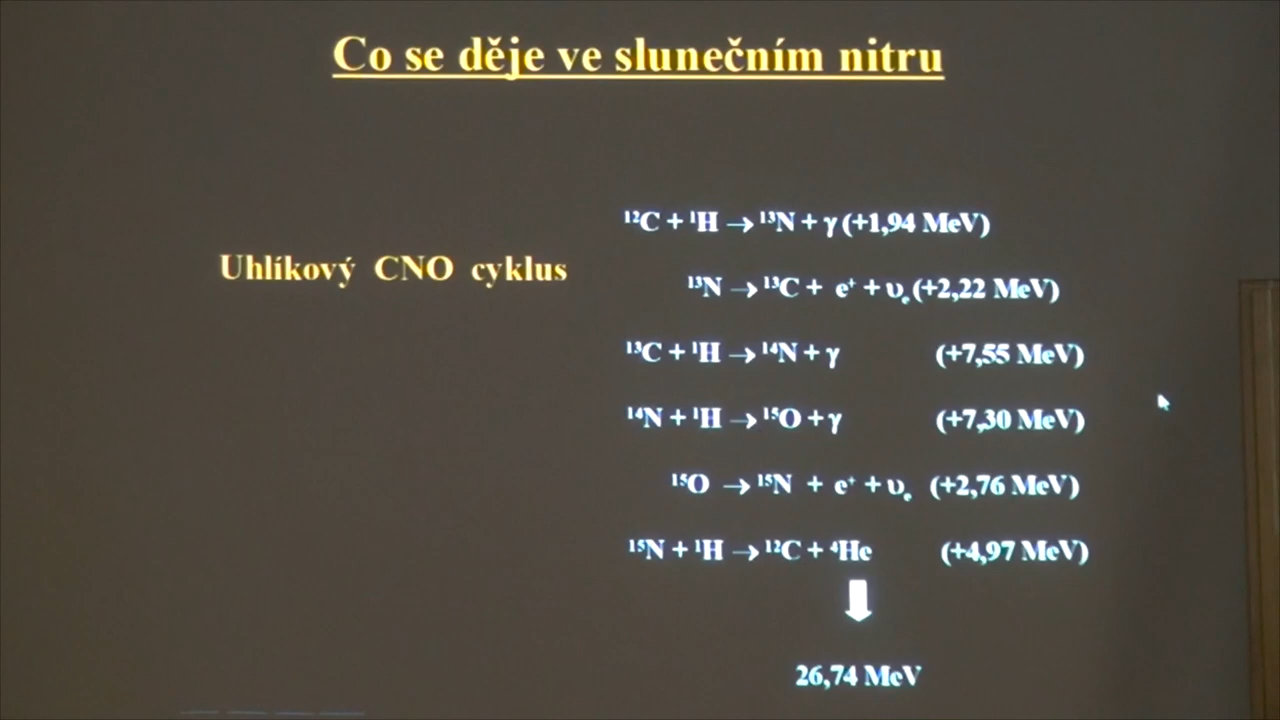 Co se děje ve slunečním nitru
¹²C + ¹H → ¹³N + γ (+1,94 MeV)
Uhlíkový CNO cyklus
¹³N → ¹³C + e⁺ + υₑ (+2,22 MeV)
¹³C + ¹H → ¹⁴N + γ (+7,55 MeV)
¹⁴N + ¹H → ¹⁵O + γ (+7,30 MeV)
¹⁵O → ¹⁵N + e⁺ + υₑ (+2,76 MeV)
¹⁵N + ¹H → ¹²C + ⁴He (+4,97 MeV)
26,74 MeV